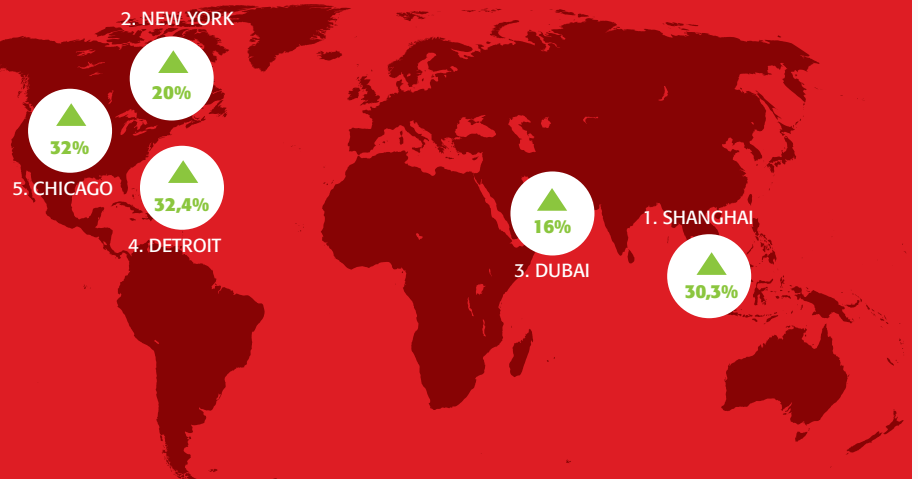 2. NEW YORK
20%
32%
5. CHICAGO
32,4%
4. DETROIT
16%
3. DUBAI
1. SHANGHAI
30,3%